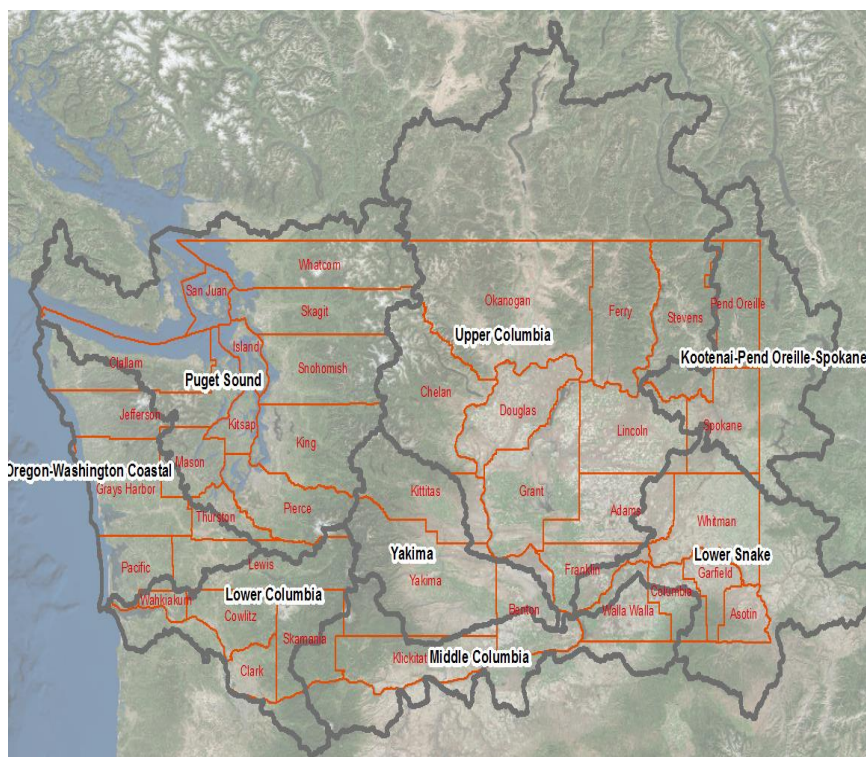 Whatcom
San Juan
Skagit
Okanogan
Ferry
Stevens
Pend Oreille
Island
Upper Columbia
Clallam
Snohomish
Kootenai-Pend Oreille-Spokane
Puget Sound
Chelan
Jefferson
Douglas
Kitsap
Lincoln
Spokane
King
Mason
Oregon-Washington Coastal
Grays Harbor
Kittitas
Grant
Pierce
Adams
Whitman
Thurston
Yakima
Lower Snake
Lewis
Pacific
Franklin
Garfield
Yakima
Lower Columbia
Columbia
Wahkiakum
Benton
Walla Walla
Asotin
Cowlitz
Skamania
Klickitat
Middle Columbia
Clark